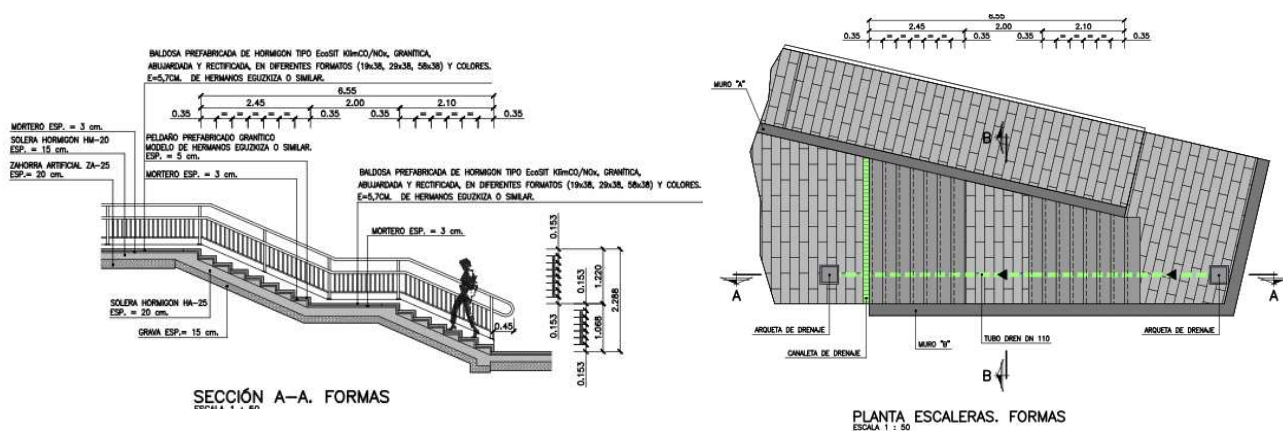 BALDOSA PREFABRICADA DE HORMIGON TIPO EcoSIT KlimCO/NOx, GRANÍTICA,
ABUJARDADA Y RECTIFICADA, EN DIFERENTES FORMATOS (19x38, 29x38, 58x38) Y COLORES.
E=5,7CM. DE HERMANOS EGUZKIZA O SIMILAR.
6.55
2.45 2.00 2.10
0.35 = = = = = 0.35 0.35 = = = = 0.35
MORTERO ESP. = 3 cm.
SOLERA HORMIGON HM-20
ESP. = 15 cm.
ZAHORRA ARTIFICIAL ZA-25
ESP.= 20 cm.
PELDAÑO PREFABRICADO GRANÍTICO
MODELO DE HERMANOS EGUZKIZA O SIMILAR.
ESP. = 5 cm.
MORTERO ESP. = 3 cm.
BALDOSA PREFABRICADA DE HORMIGON TIPO EcoSIT KlimCO/NOx, GRANÍTICA,
ABUJARDADA Y RECTIFICADA, EN DIFERENTES FORMATOS (19x38, 29x38, 58x38) Y COLORES.
E=5,7CM. DE HERMANOS EGUZKIZA O SIMILAR.
MORTERO ESP. = 3 cm.
SOLERA HORMIGON HA-25
ESP. = 20 cm.
GRAVA ESP.= 15 cm.
0.45
0.153
0.153
1.220
2.288
0.153
1.068
0.153
SECCIÓN A-A. FORMAS
ESCALA 1 : 50
6.55
2.45 2.00 2.10
0.35 = = = = = 0.35 0.35 = = = = 0.35
MURO "A"
B
A
A
ARQUETA DE DRENAJE
CANALETA DE DRENAJE
MURO "B"
TUBO DREN DN 110
ARQUETA DE DRENAJE
B
PLANTA ESCALERAS. FORMAS
ESCALA 1 : 50